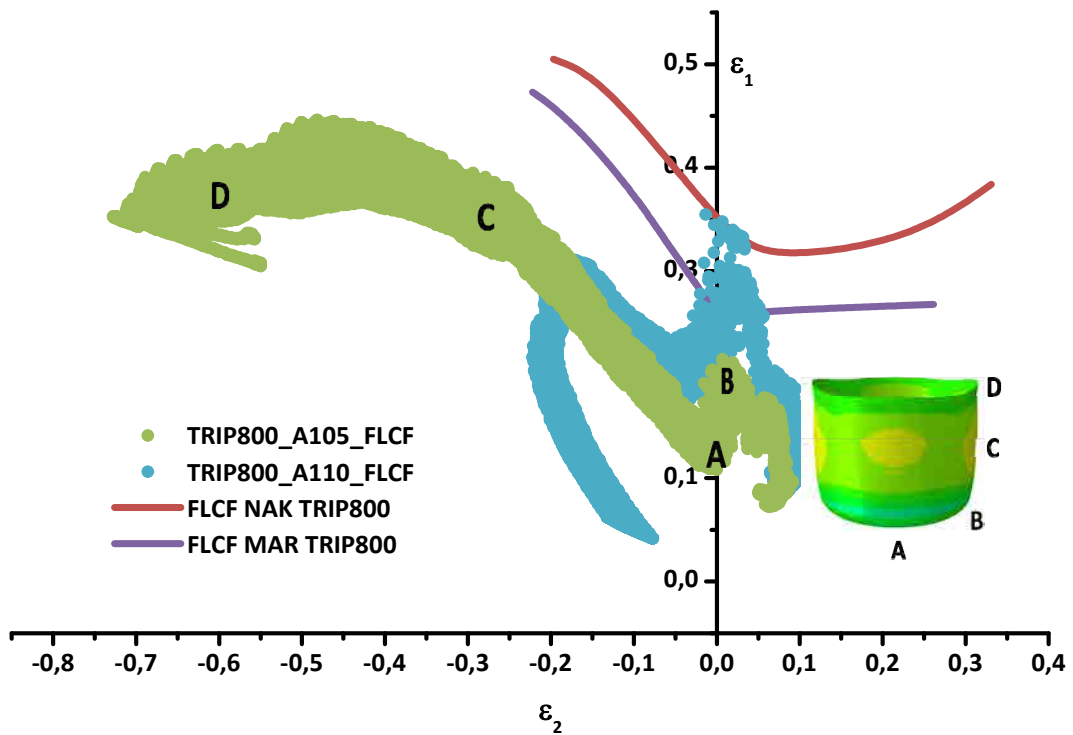 0,5
ε1
0,4
D
C
0,3
B
D
TRIP800_A105_FLCF
C
A
TRIP800_A110_FLCF
0,1
FLCF NAK TRIP800
B
FLCF MAR TRIP800
A
0,0
-0,8 -0,7 -0,6 -0,5 -0,4 -0,3 -0,2 -0,1 0,0 0,1 0,2 0,3 0,4
ε2